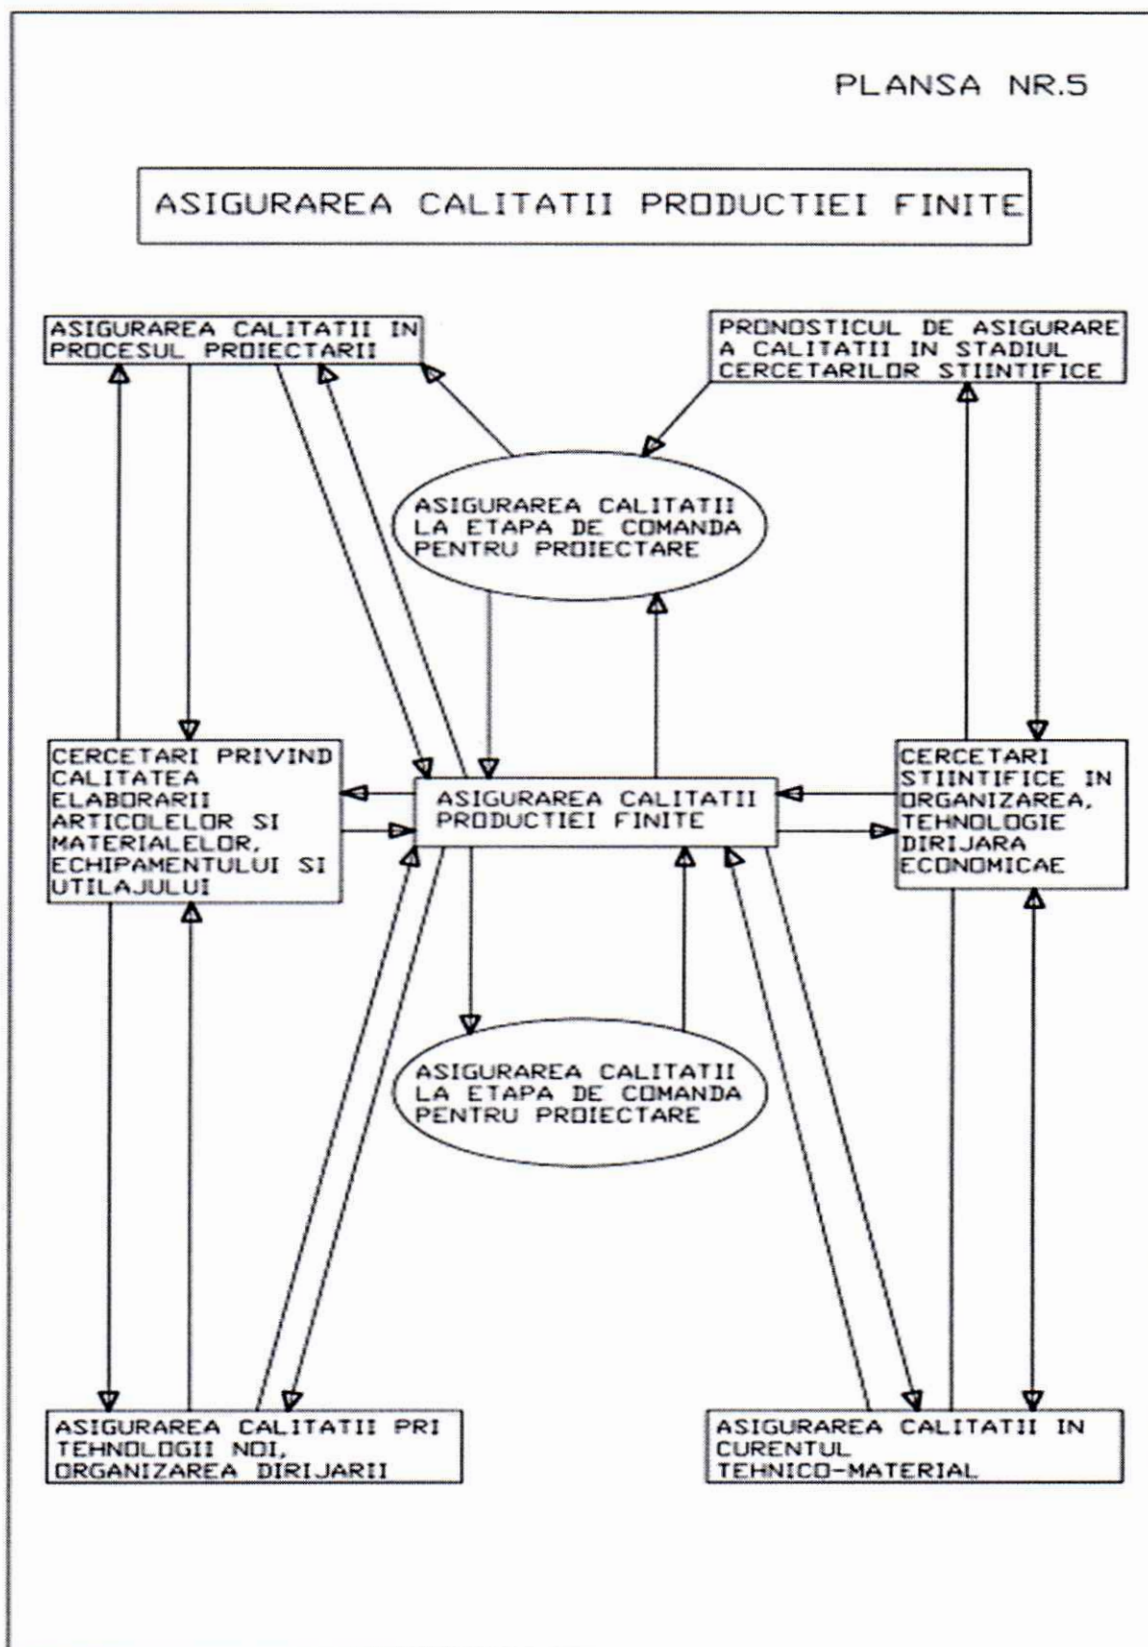 PLANSA NR.5
ASIGURAREA CALITATII PRODUCTIEI FINITE
ASIGURAREA CALITATII IN
PROCESUL PROIECTARII
PRONOSTICUL DE ASIGURARE
A CALITATII IN STADIUL
CERCETARILOR STIINTIFICE
ASIGURAREA CALITATII
LA ETAPA DE COMANDA
PENTRU PROIECTARE
CERCETARI PRIVIND
CALITATEA
ELABORARII
ARTICOLELOR SI
MATERIALELOR,
ECHIPAMENTULUI SI
UTILAJULUI
ASIGURAREA CALITATII
PRODUCTIEI FINITE
CERCETARI
STIINTIFICE IN
ORGANIZAREA,
TEHNOLOGIE
DIRIJARA
ECONOMICAE
ASIGURAREA CALITATII
LA ETAPA DE COMANDA
PENTRU PROIECTARE
ASIGURAREA CALITATII PRI
TEHNOLOGII NOI,
ORGANIZAREA DIRIJARII
ASIGURAREA CALITATII IN
CURENTUL
TEHNICO-MATERIAL